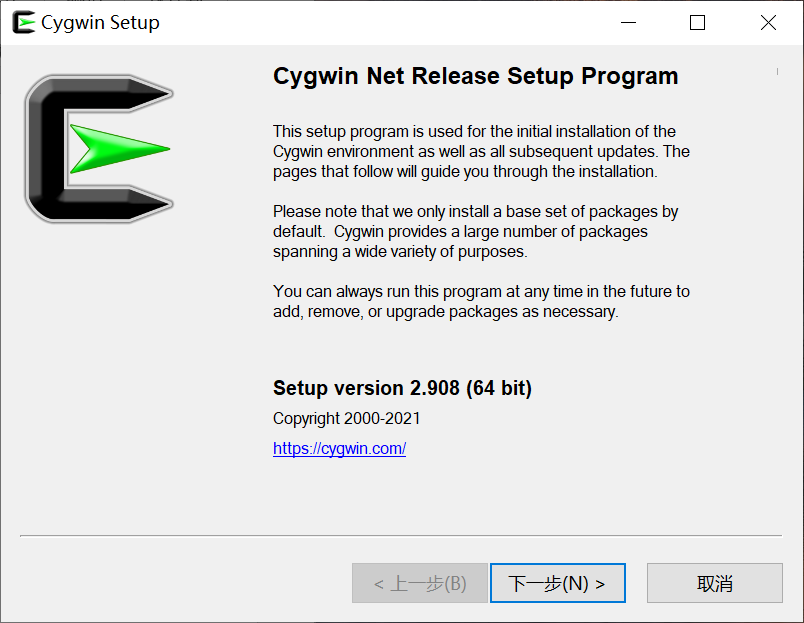 Cygwin Setup
Cygwin Net Release Setup Program
This setup program is used for the initial installation of the
Cygwin environment as well as all subsequent updates. The
pages that follow will guide you through the installation.
Please note that we only install a base set of packages by
default.  Cygwin provides a large number of packages
spanning a wide variety of purposes.
You can always run this program at any time in the future to
add, remove, or upgrade packages as necessary.
Setup version 2.908 (64 bit)
Copyright 2000-2021
https://cygwin.com/
< 上一步(B)
下一步(N) >
取消